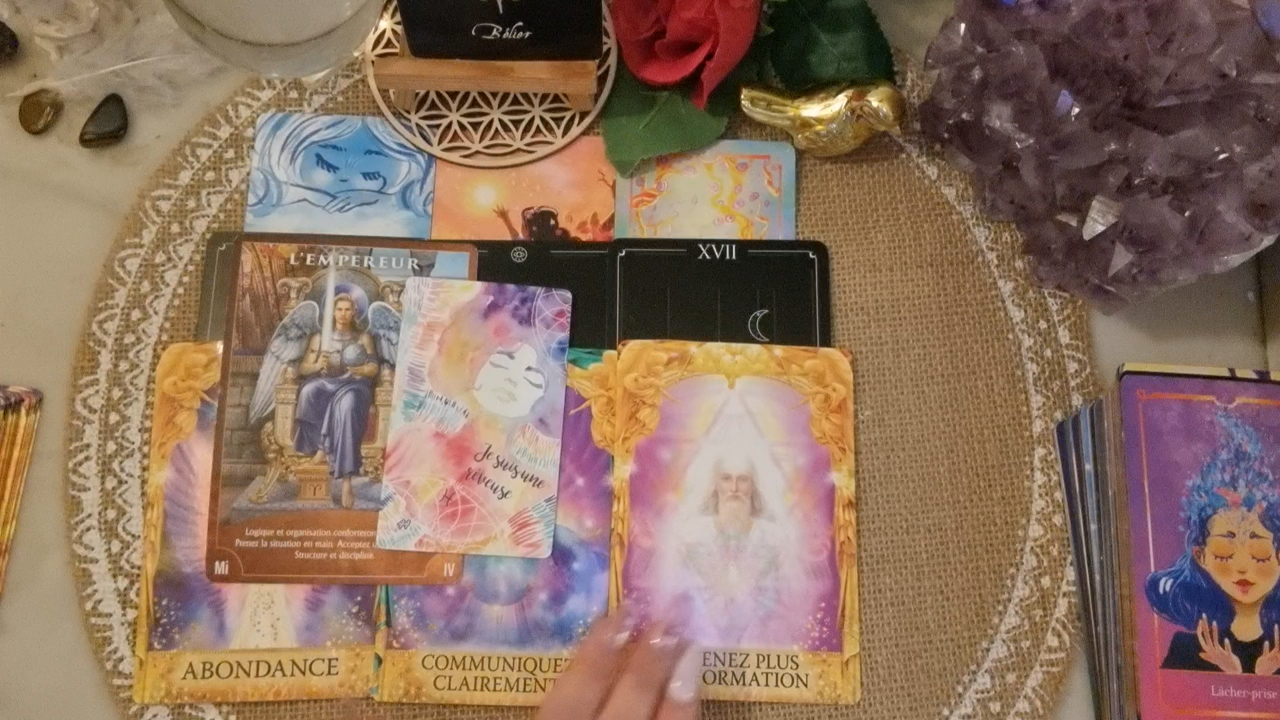 Bélier
XVII
L'EMPEREUR
Je suis une
rêveuse
Logique et organisation
Prenez la situation en main. Acceptez
Structure et discipline.
Mi
IV
ABONDANCE
COMMUNIQUEZ
CLAIREMENT
ENEZ PLUS
ORMATION
Lâcher-prise